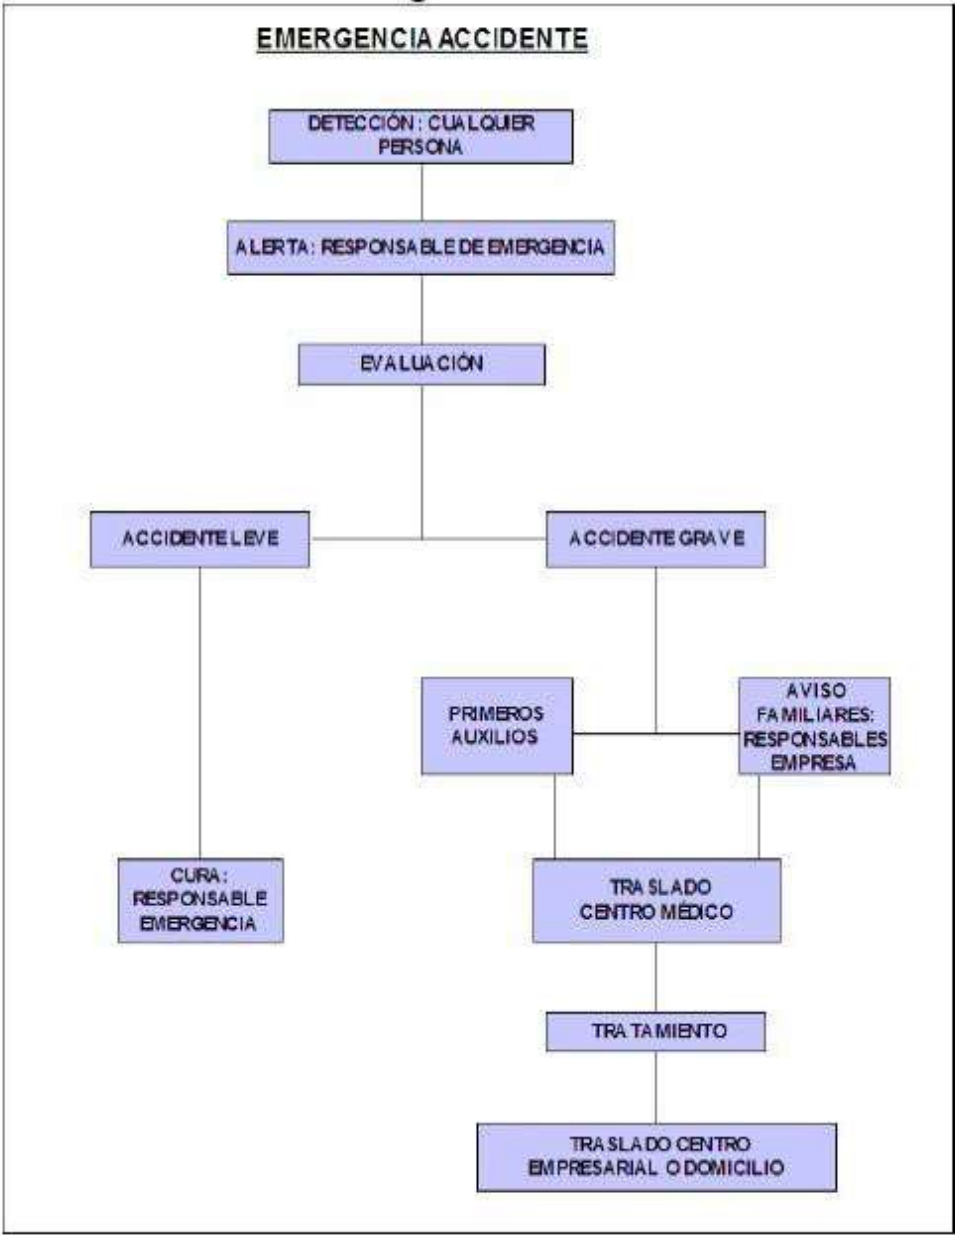 EMERGENCIA ACCIDENTE
DETECCIÓN: CUALQUIER
PERSONA
ALERTA: RESPONSABLE DE EMERGENCIA
EVALUACIÓN
ACCIDENTE LEVE
ACCIDENTE GRAVE
PRIMEROS
AUXILIOS
AVISO
FAMILIARES:
RESPONSABLES
EMPRESA
CURA:
RESPONSABLE
EMERGENCIA
TRASLADO
CENTRO MÉDICO
TRATAMIENTO
TRASLADO CENTRO
EMPRESARIAL O DOMICILIO